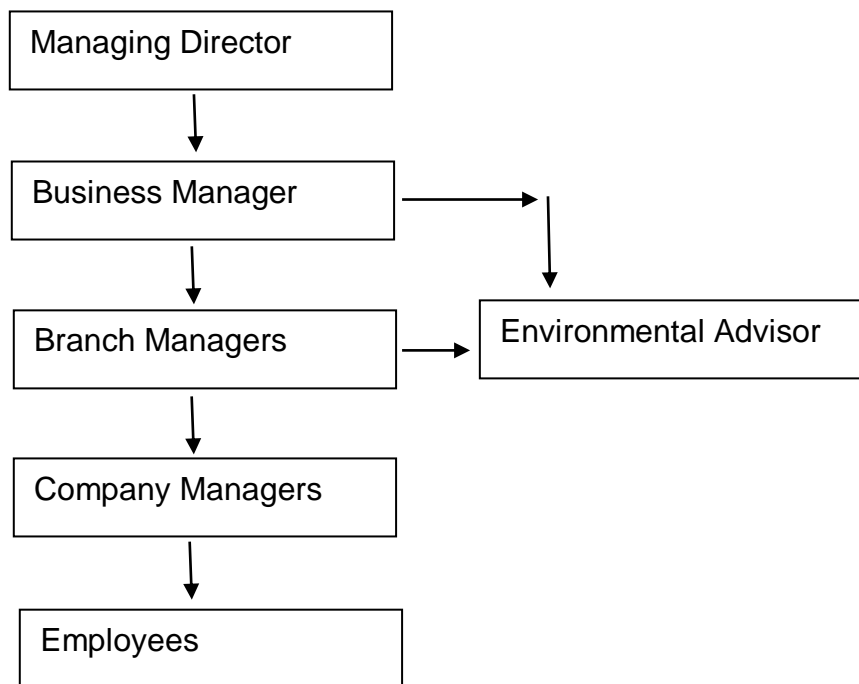 Managing Director
Business Manager
Branch Managers
Environmental Advisor
Company Managers
Employees